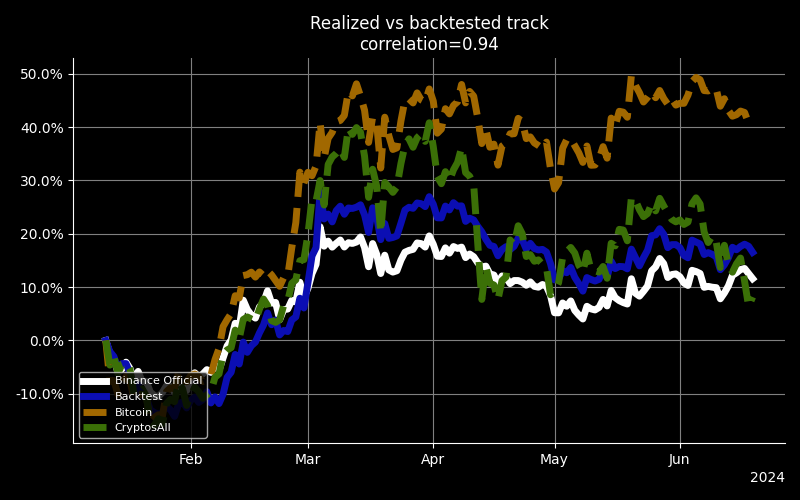 Realized vs backtested track
correlation=0.94
50.0%
40.0%
30.0%
20.0%
10.0%
0.0%
-10.0%
Binance Official
Backtest
Bitcoin
CryptosAll
Feb
Mar
Apr
May
Jun
2024